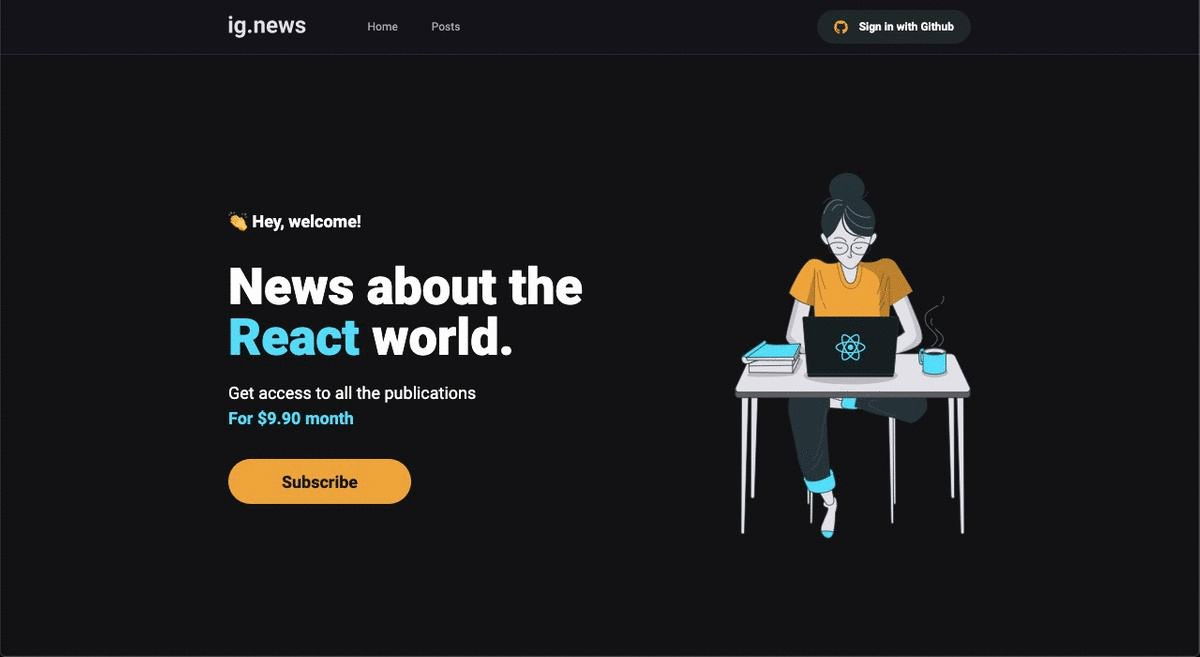 ig.news
Home
Posts
Sign in with Github
👏 Hey, welcome!
News about the
React world.
Get access to all the publications
For $9.90 month
Subscribe